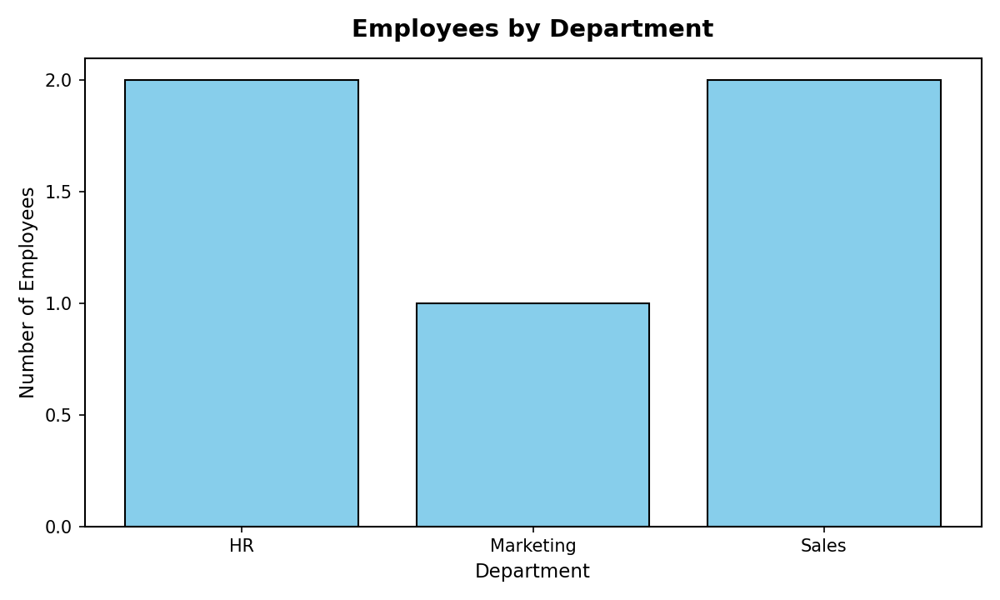 Employees by Department
Number of Employees
2.0
1.5
1.0
0.5
0.0
HR Marketing Sales
Department